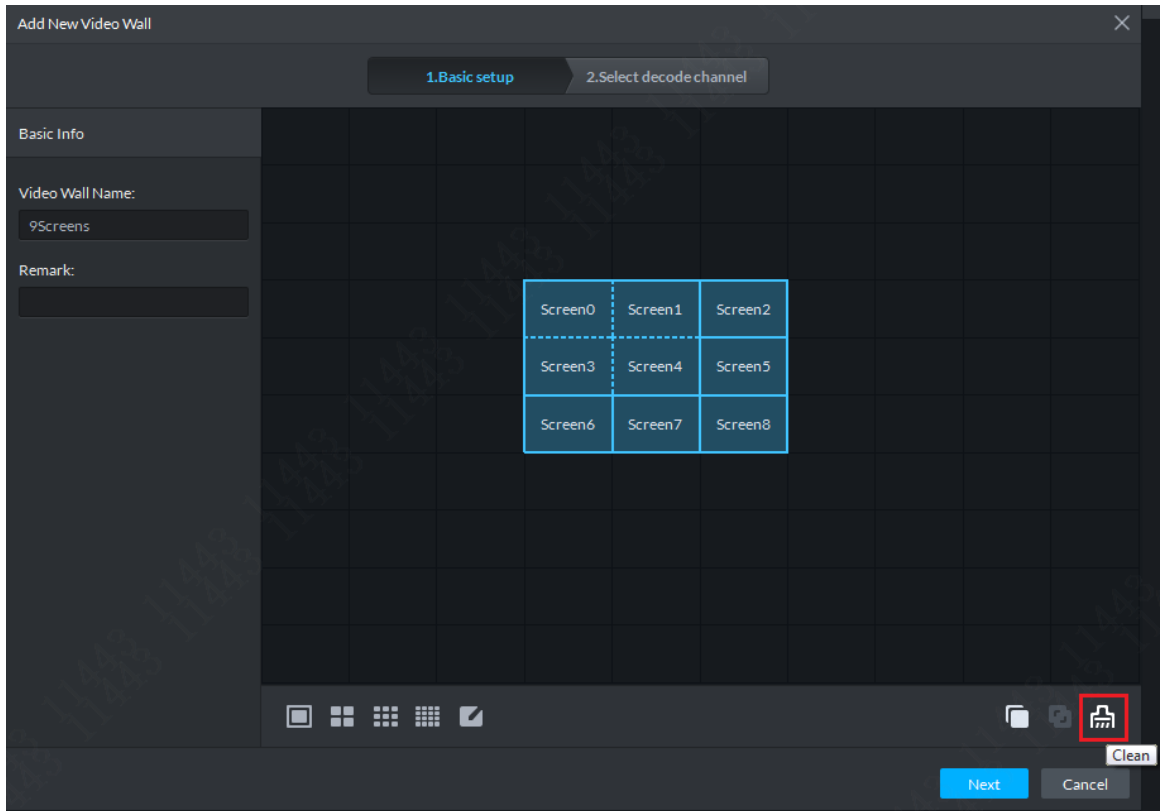 Add New Video Wall
1.Basic setup
2.Select decode channel
Basic Info
Video Wall Name:
9Screens
Remark:
Screen0 Screen1 Screen2
Screen3 Screen4 Screen5
Screen6 Screen7 Screen8
Clean
Next
Cancel